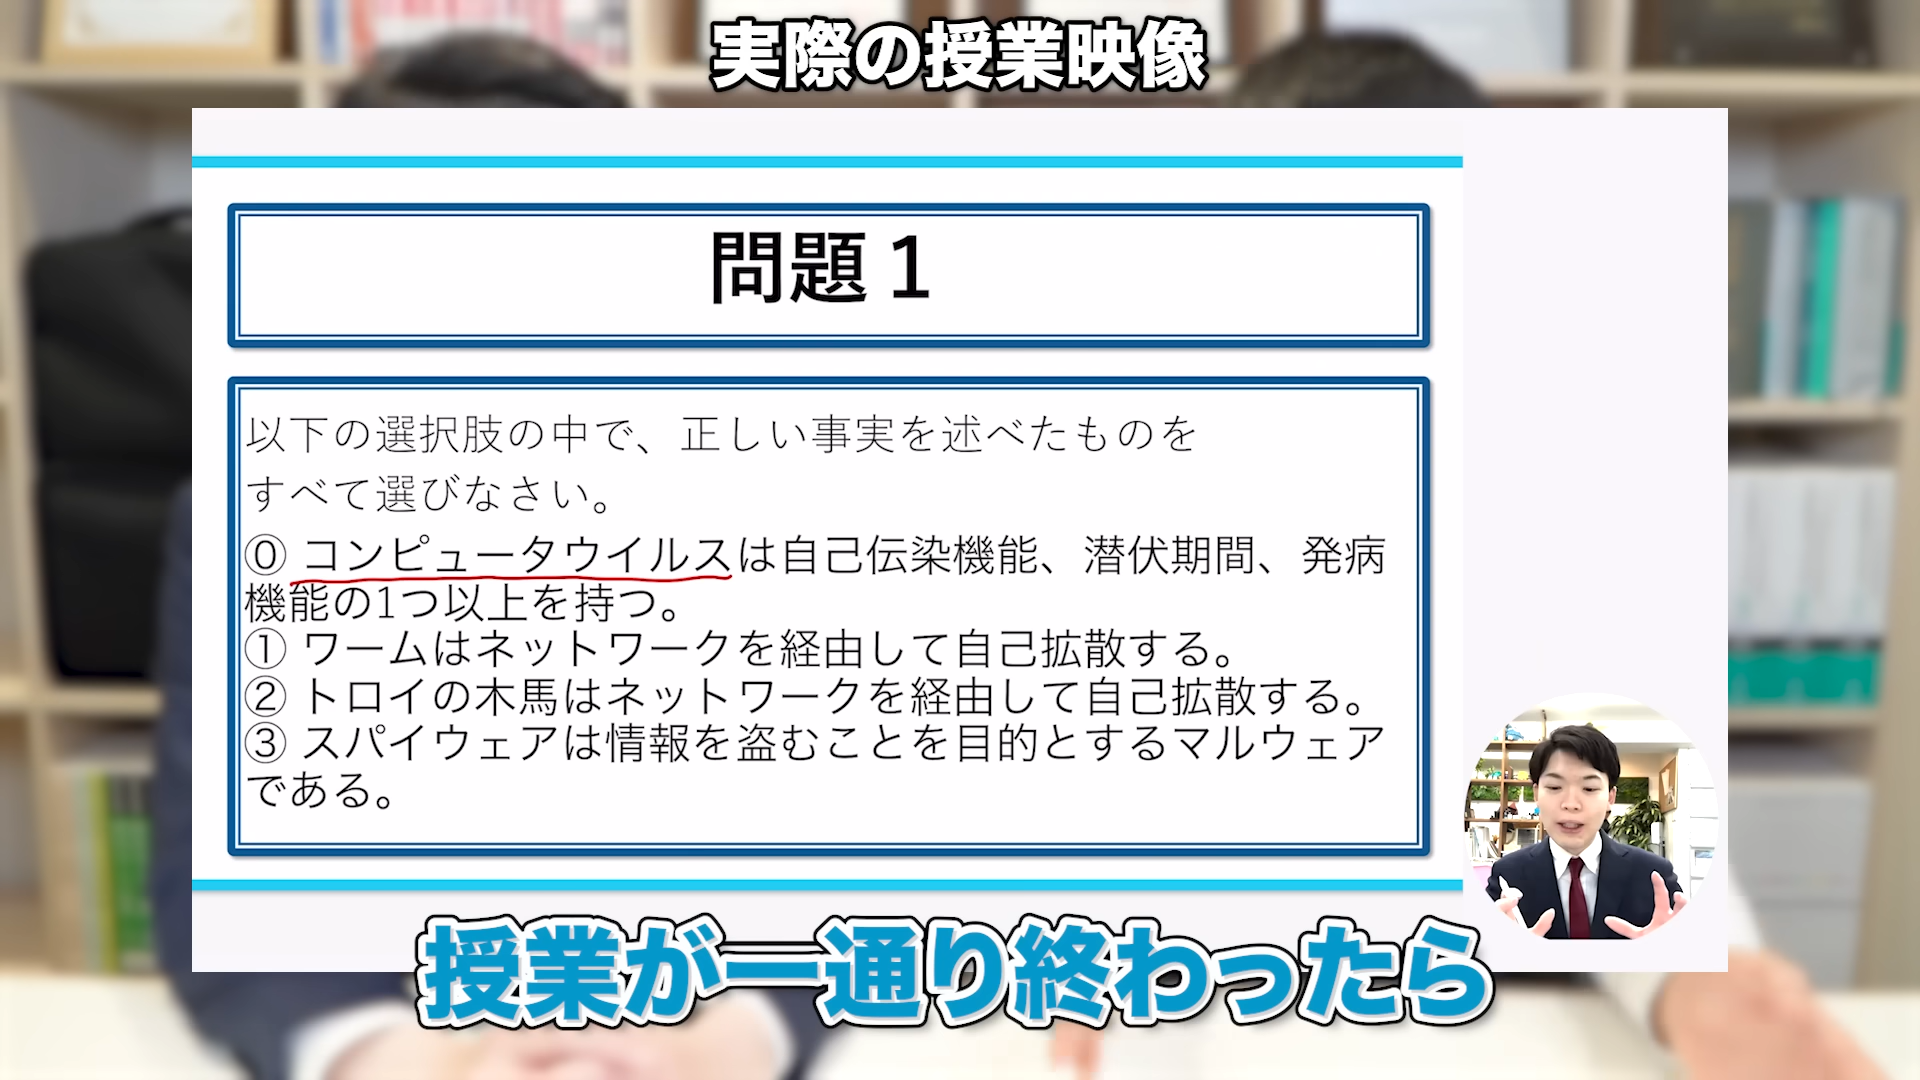 実際の授業映像
問題1
以下の選択肢の中で、正しい事実を述べたものを
すべて選びなさい。
⓪ コンピュータウイルスは自己伝染機能、潜伏期間、発病
機能の1つ以上を持つ。
① ワームはネットワークを経由して自己拡散する。
② トロイの木馬はネットワークを経由して自己拡散する。
③ スパイウェアは情報を盗むことを目的とするマルウェア
である。
授業が一通り終わったら